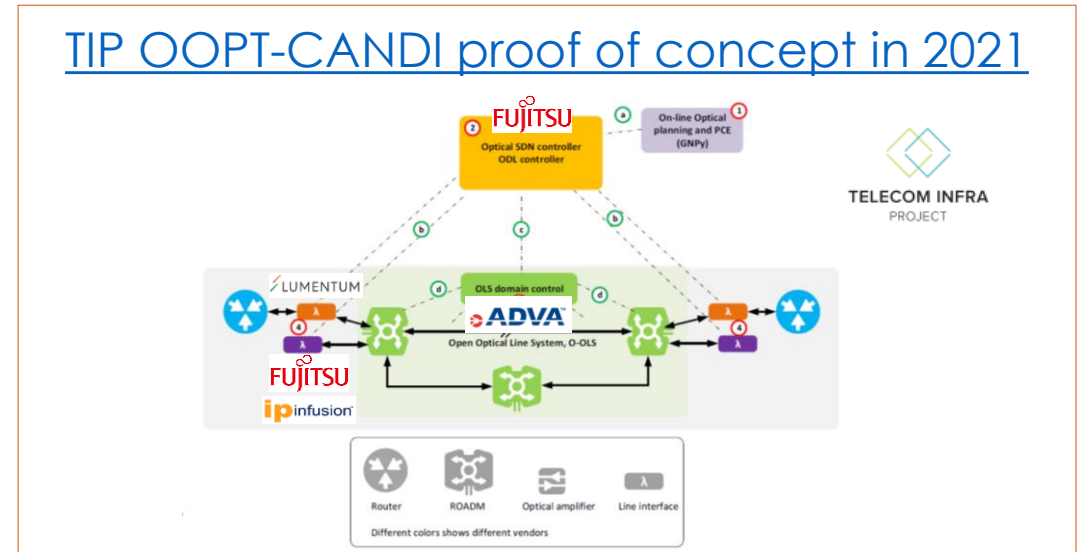 TIP OOPT-CANDI proof of concept in 2021
FUJITSU
a
1
On-line Optical
planning and PCE
(GNPy)
2
Optical SDN controller
ODL controller
TELECOM INFRA
PROJECT
b
c
b
LUMENTUM
d
OLS domain control
d
λ
λ
4
ADVA
4
λ
Open Optical Line System, O-OLS
λ
FUJITSU
ip infusion
λ
Router
ROADM
Optical amplifier
Line interface
Different colors shows different vendors